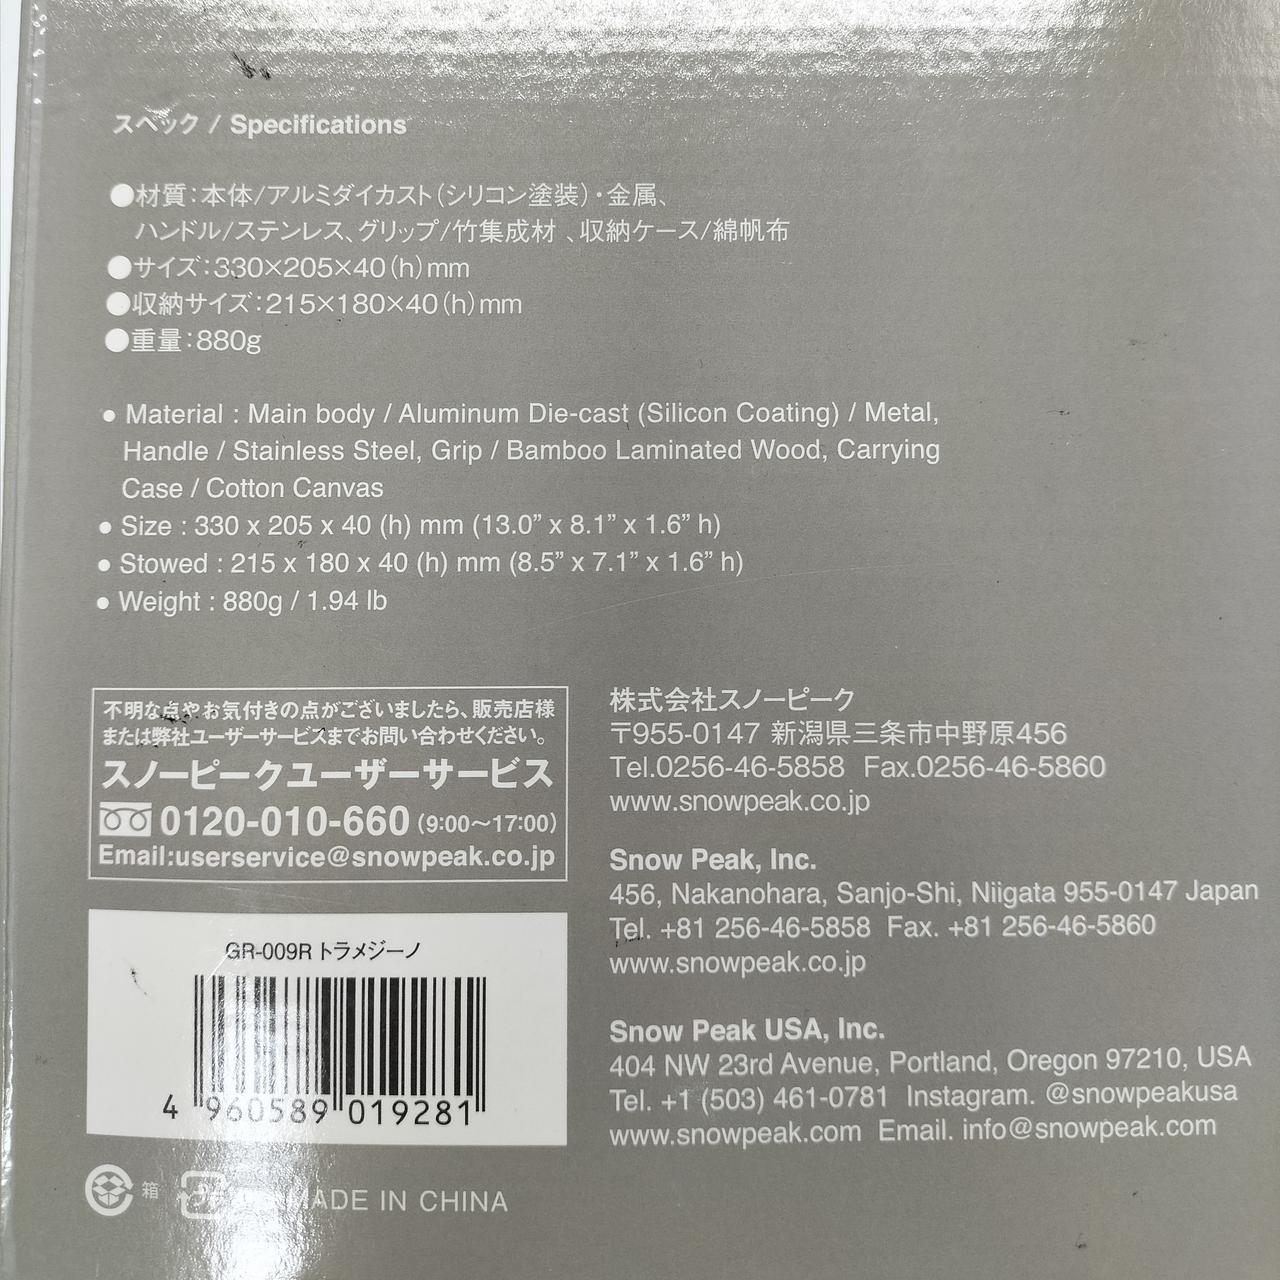 スペック / Specifications
●材質：本体/アルミダイカスト（シリコン塗装）・金属、
ハンドル/ステンレス、グリップ/竹集成材 、収納ケース/綿帆布
●サイズ：330×205×40（h）mm
●収納サイズ：215×180×40（h）mm
●重量：880g
● Material : Main body / Aluminum Die-cast (Silicon Coating) / Metal,
Handle / Stainless Steel, Grip / Bamboo Laminated Wood, Carrying
Case / Cotton Canvas
● Size : 330 x 205 x 40 (h) mm (13.0” x 8.1” x 1.6” h)
● Stowed : 215 x 180 x 40 (h) mm (8.5” x 7.1” x 1.6” h)
● Weight : 880g / 1.94 lb
不明な点やお気付きの点がございましたら、販売店様
または弊社ユーザーサービスまでお問い合わせください。
スノーピークユーザーサービス
0120-010-660（9:00〜17:00）
Email:userservice@snowpeak.co.jp
株式会社スノーピーク
〒955-0147 新潟県三条市中野原456
Tel.0256-46-5858 Fax.0256-46-5860
www.snowpeak.co.jp
Snow Peak, Inc.
456, Nakanohara, Sanjo-Shi, Niigata 955-0147 Japan
Tel. +81 256-46-5858 Fax. +81 256-46-5860
www.snowpeak.co.jp
Snow Peak USA, Inc.
404 NW 23rd Avenue, Portland, Oregon 97210, USA
Tel. +1 (503) 461-0781 Instagram. @snowpeakusa
www.snowpeak.com Email. info@snowpeak.com
GR-009R トラメジーノ
4 960589 019281
箱
MADE IN CHINA